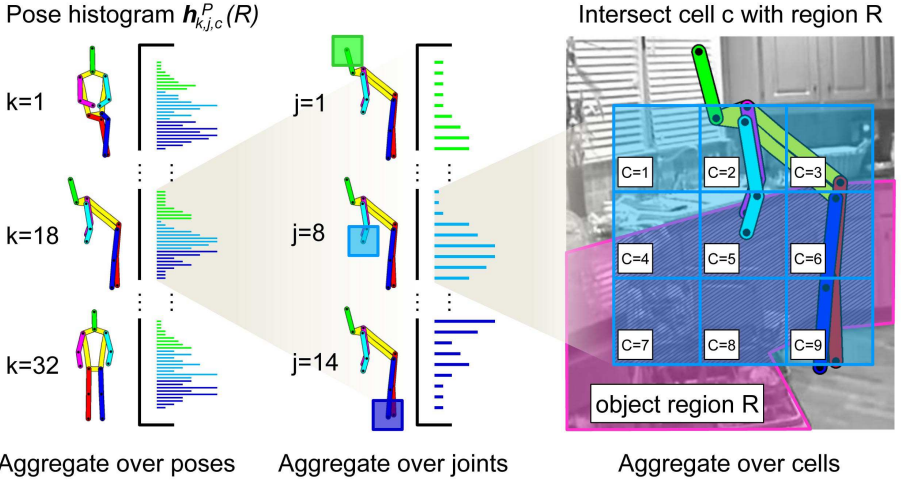 Pose histogram h^P_{k,j,c}(R)
Intersect cell c with region R
k=1
k=18
k=32
j=1
j=8
j=14
C=1
C=2
C=3
C=4
C=5
C=6
C=7
C=8
C=9
object region R
Aggregate over poses
Aggregate over joints
Aggregate over cells